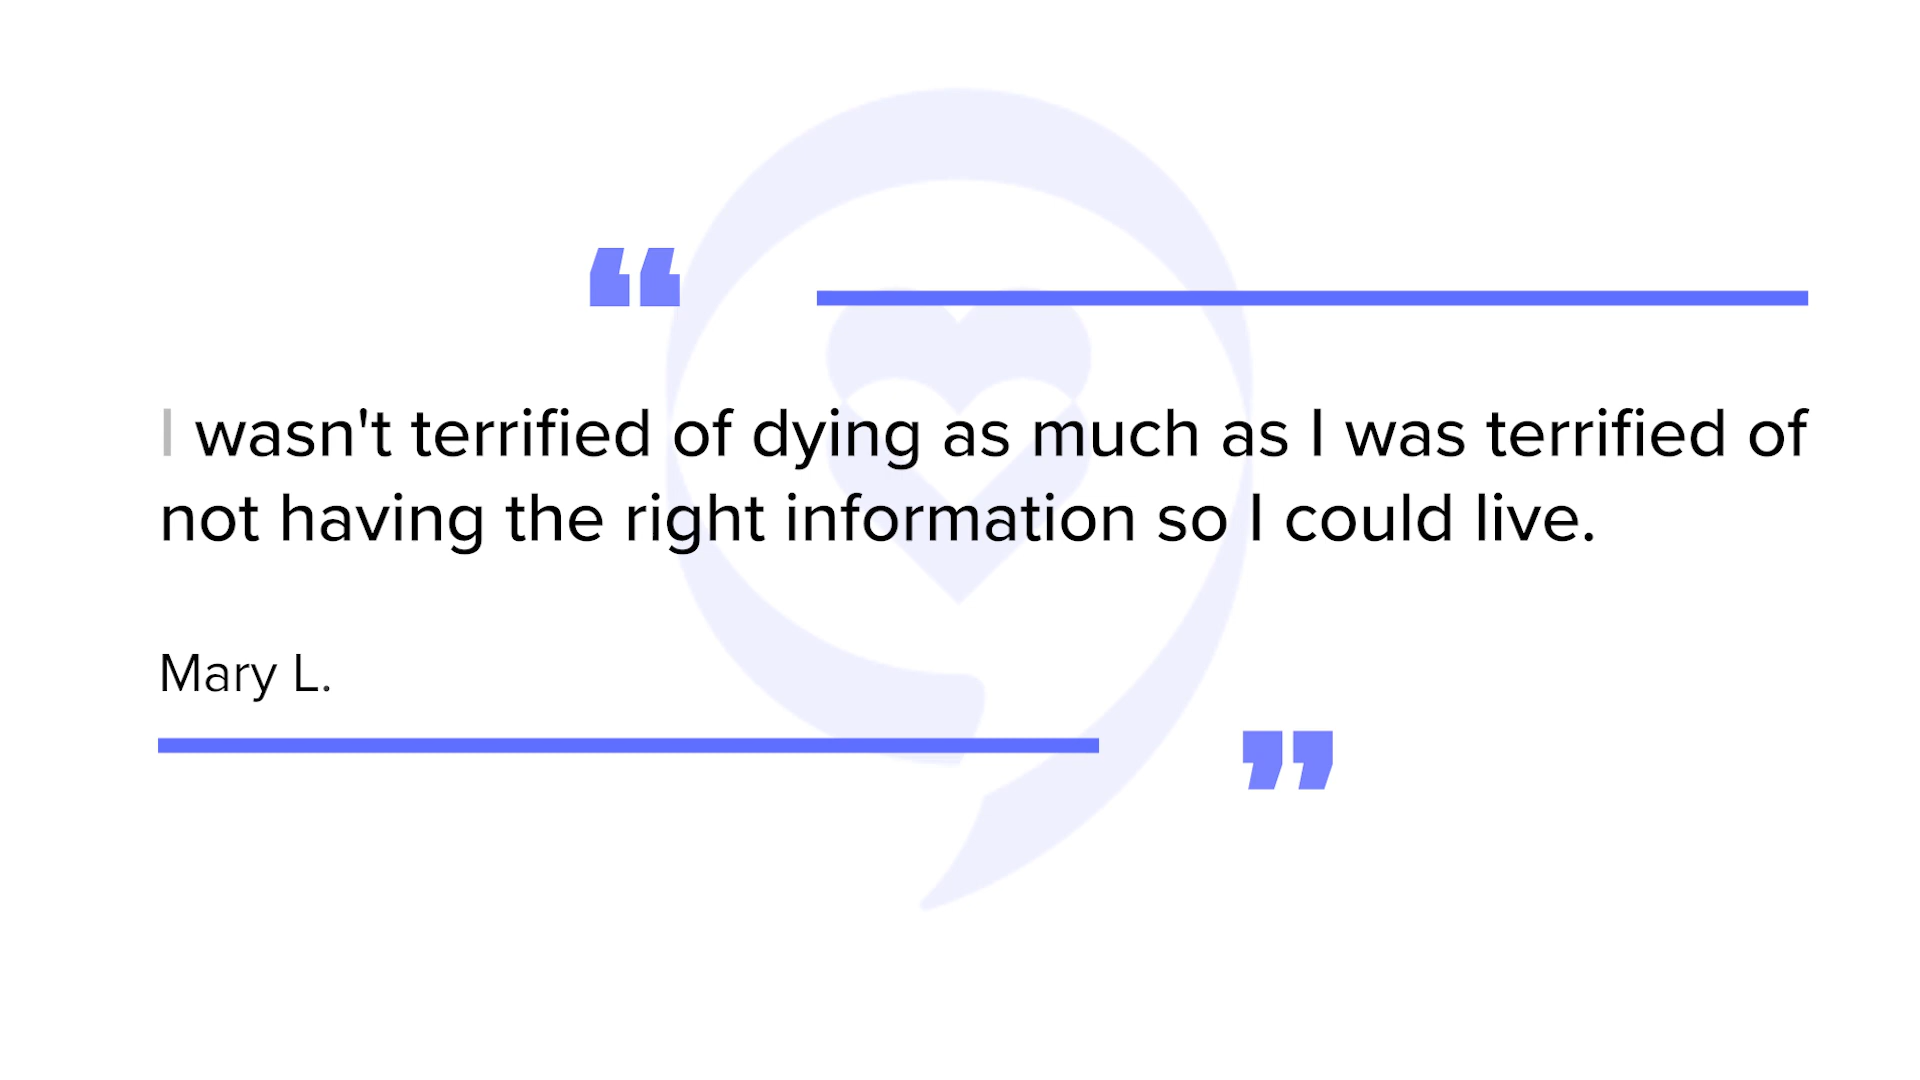 “
I wasn't terrified of dying as much as I was terrified of
not having the right information so I could live.
Mary L.
”